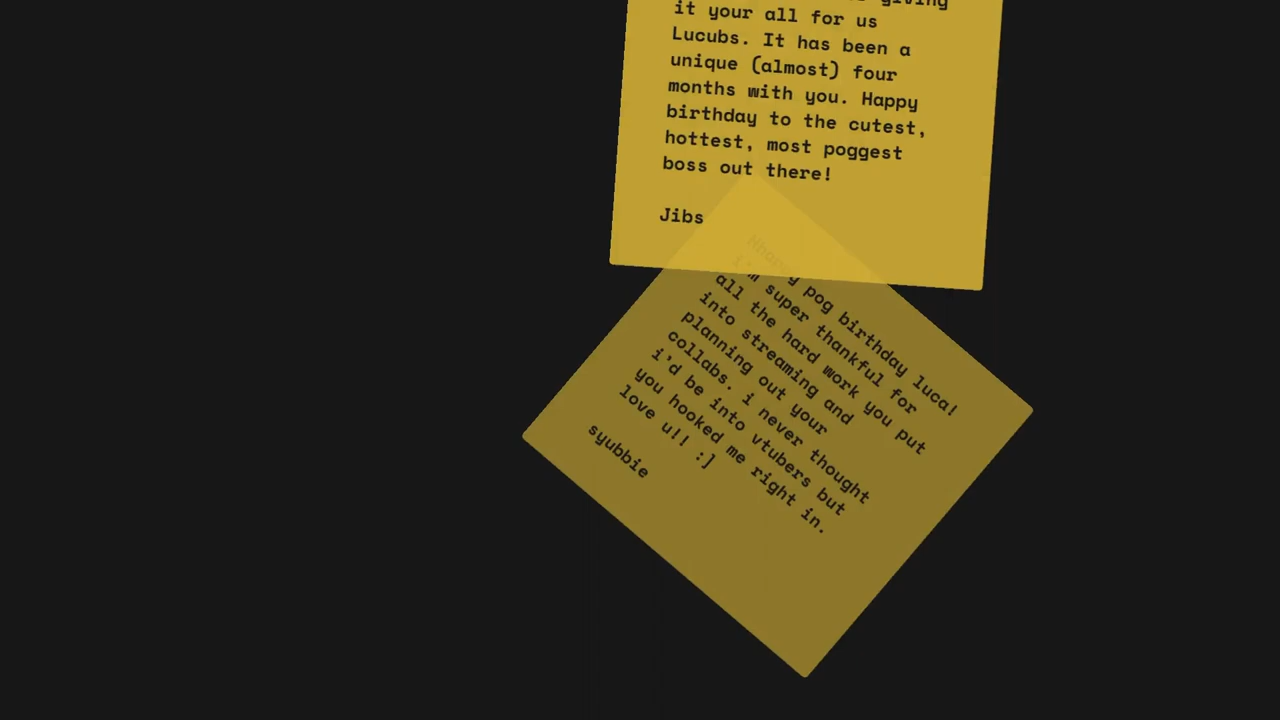 giving
it your all for us
Lucubs. It has been a
unique (almost) four
months with you. Happy
birthday to the cutest,
hottest, most poggest
boss out there!
Jibs
Hhappy pog birthday luca!
i'm super thankful for
all the hard work you put
into streaming and
planning out your
collabs. i never thought
i'd be into vtubers but
you hooked me right in.
love u!! :]
syubbie